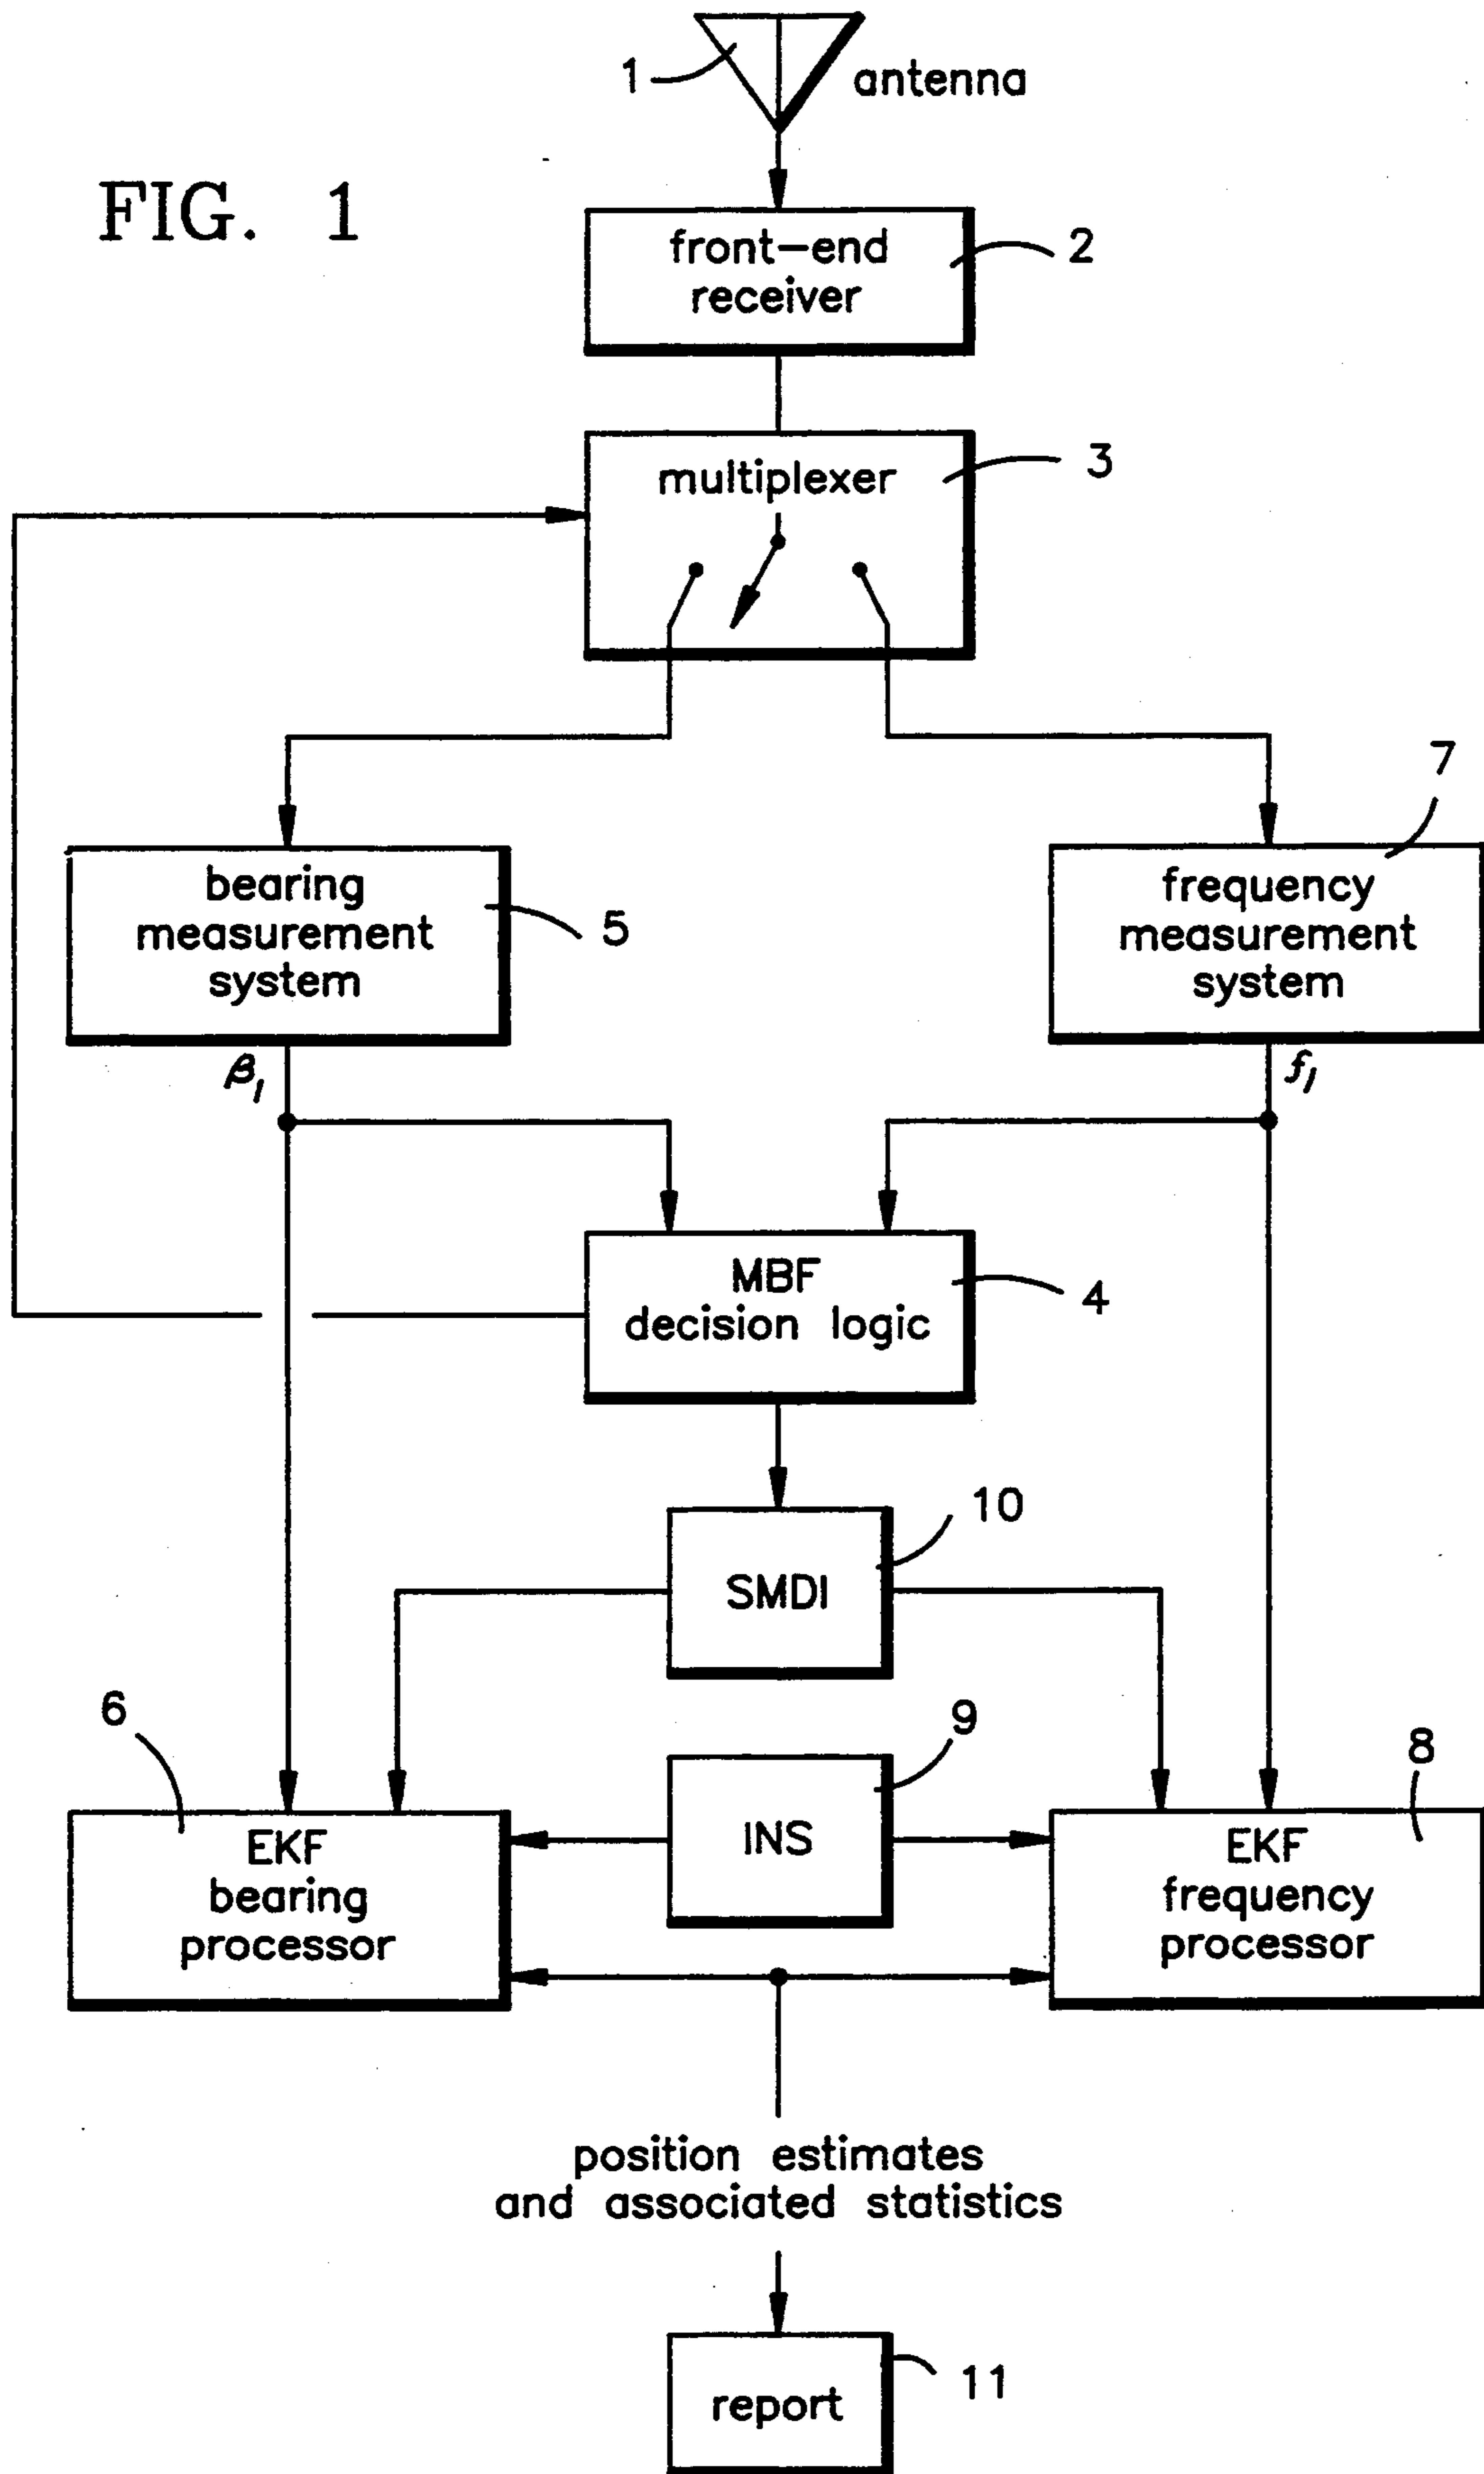 1
antenna
FIG. 1
front-end
receiver
2
multiplexer
3
7
bearing
measurement
system
5
frequency
measurement
system
βi
fi
MBF
decision logic
4
10
SMDI
6
9
8
INS
EKF
bearing
processor
EKF
frequency
processor
position estimates
and associated statistics
report
11